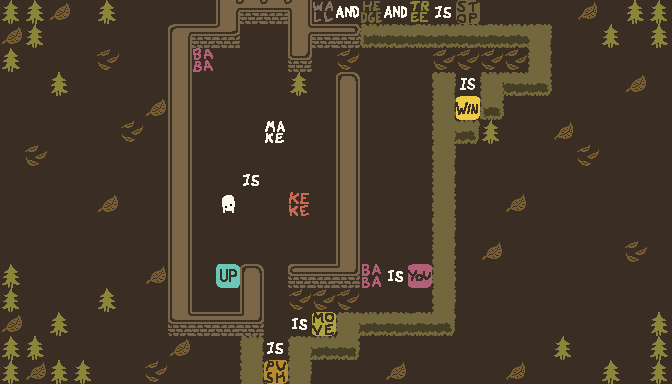 WALL AND HEDGE AND TREE IS STOP
BABA
IS
WIN
MAKE
IS
KEKE
UP
BABA IS YOU
IS MOVE
IS
PUSH